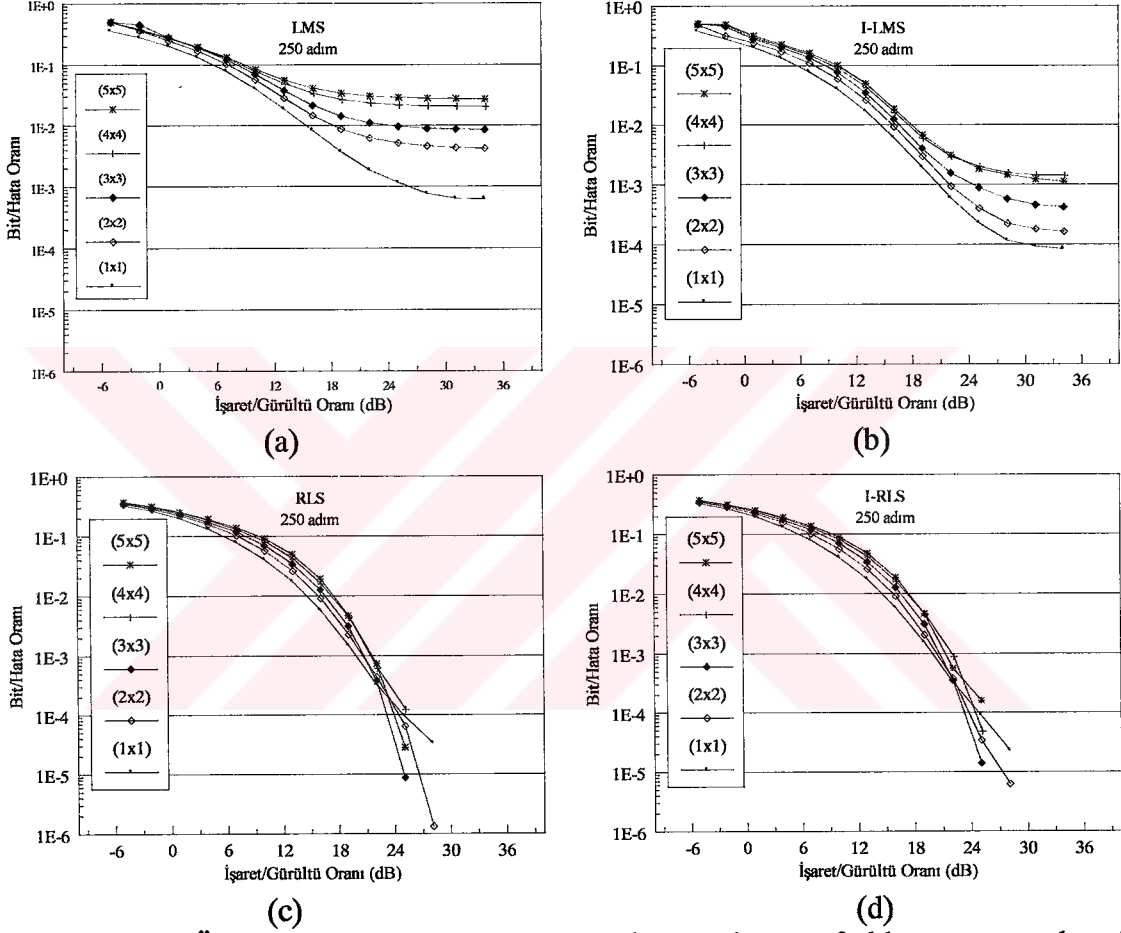 LMS
250 adım
1E+0
1E-1
1E-2
1E-3
1E-4
1E-5
1E-6
Bit/Hata Oranı
(5x5)
(4x4)
(3x3)
(2x2)
(1x1)
-6 0 6 12 18 24 30 36
İşaret/Gürültü Oranı (dB)
(a)
I-LMS
250 adım
1E+0
1E-1
1E-2
1E-3
1E-4
1E-5
1E-6
Bit/Hata Oranı
(5x5)
(4x4)
(3x3)
(2x2)
(1x1)
-6 0 6 12 18 24 30 36
İşaret/Gürültü Oranı (dB)
(b)
RLS
250 adım
1E+0
1E-1
1E-2
1E-3
1E-4
1E-5
1E-6
Bit/Hata Oranı
(5x5)
(4x4)
(3x3)
(2x2)
(1x1)
-6 0 6 12 18 24 30 36
İşaret/Gürültü Oranı (dB)
(c)
I-RLS
250 adım
1E+0
1E-1
1E-2
1E-3
1E-4
1E-5
1E-6
Bit/Hata Oranı
(5x5)
(4x4)
(3x3)
(2x2)
(1x1)
-6 0 6 12 18 24 30 36
İşaret/Gürültü Oranı (dB)
(d)